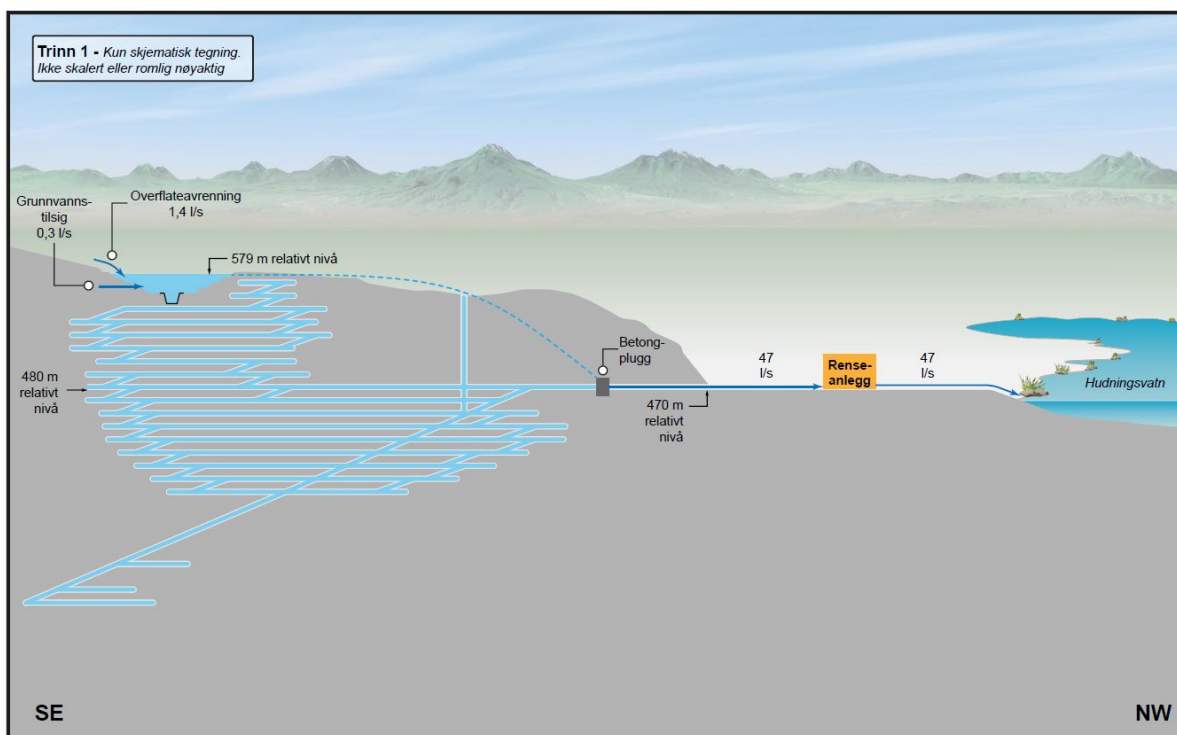 Trinn 1 - Kun skjematisk tegning.
Ikke skalert eller romlig nøyaktig
Overflateavrenning
1,4 l/s
Grunnvanns-
tilsig
0,3 l/s
579 m relativt nivå
Betong-
plugg
47
l/s
Rense-
anlegg
47
l/s
Hudningsvatn
480 m
relativt
nivå
470 m
relativt
nivå
SE
NW